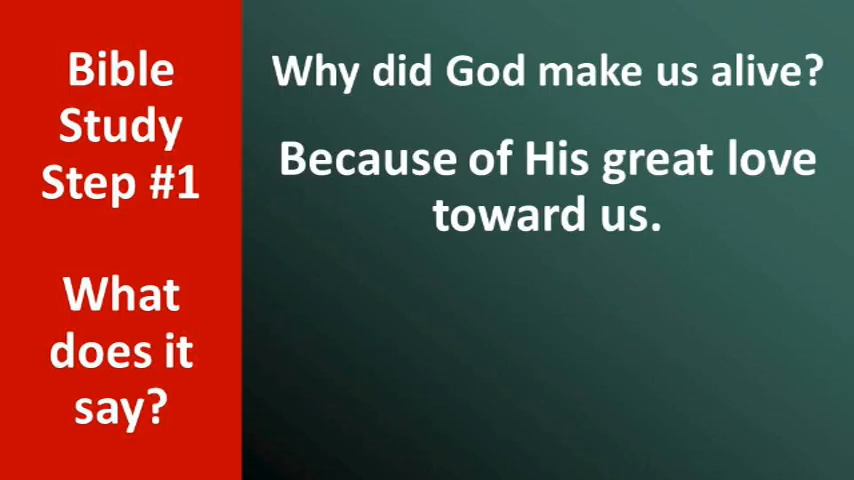 Bible
Study
Step #1
What
does it
say?
Why did God make us alive?
Because of His great love
toward us.